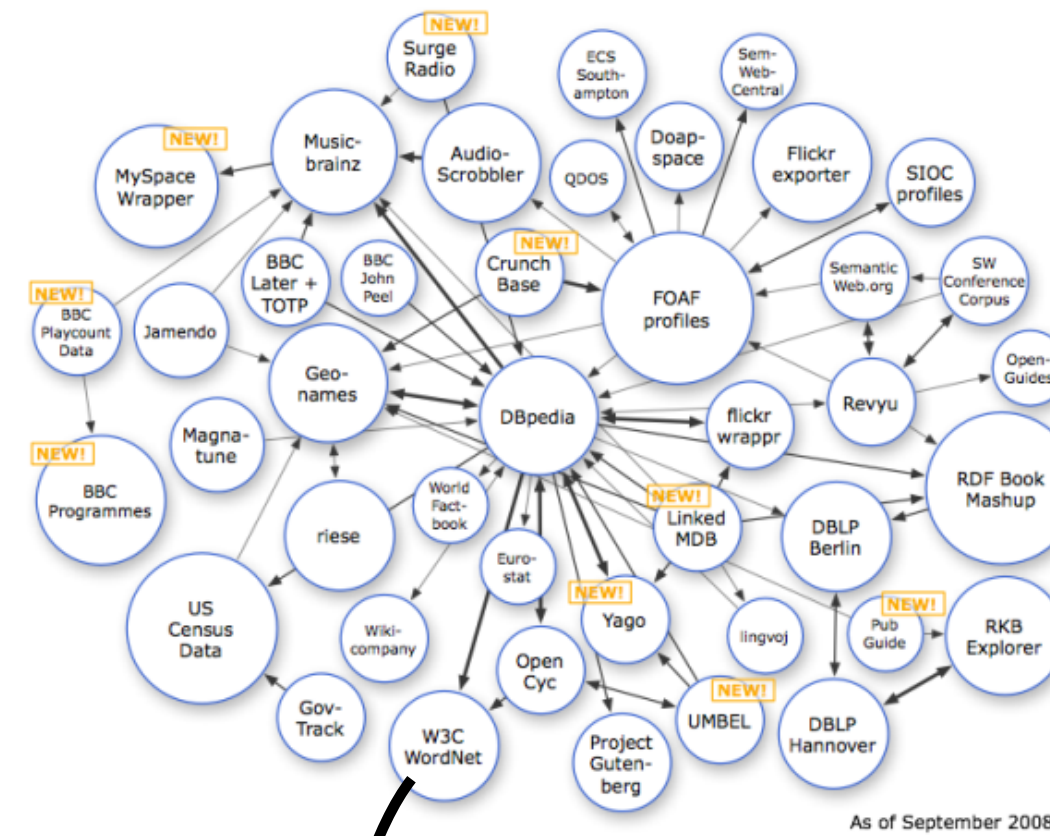 NEW!
Surge
Radio
ECS
South-
ampton
Sem-
Web-
Central
Music-
brainz
Audio-
Scrobbler
Doap-
space
Flickr
exporter
NEW!
MySpace
Wrapper
QDOS
SIOC
profiles
BBC
Later +
TOTP
BBC
John
Peel
NEW!
Crunch
Base
FOAF
profiles
Semantic
Web.org
SW
Conference
Corpus
NEW!
BBC
Playcount
Data
Jamendo
Geo-
names
DBpedia
flickr
wrappr
Revyu
Open-
Guides
Magna-
tune
NEW!
BBC
Programmes
World
Fact-
book
NEW!
Linked
MDB
RDF Book
Mashup
riese
DBLP
Berlin
Euro-
stat
US
Census
Data
Wiki-
company
NEW!
Yago
lingvoj
NEW!
Pub
Guide
RKB
Explorer
Open
Cyc
Gov-
Track
W3C
WordNet
NEW!
UMBEL
DBLP
Hannover
Project
Guten-
berg
As of September 2008